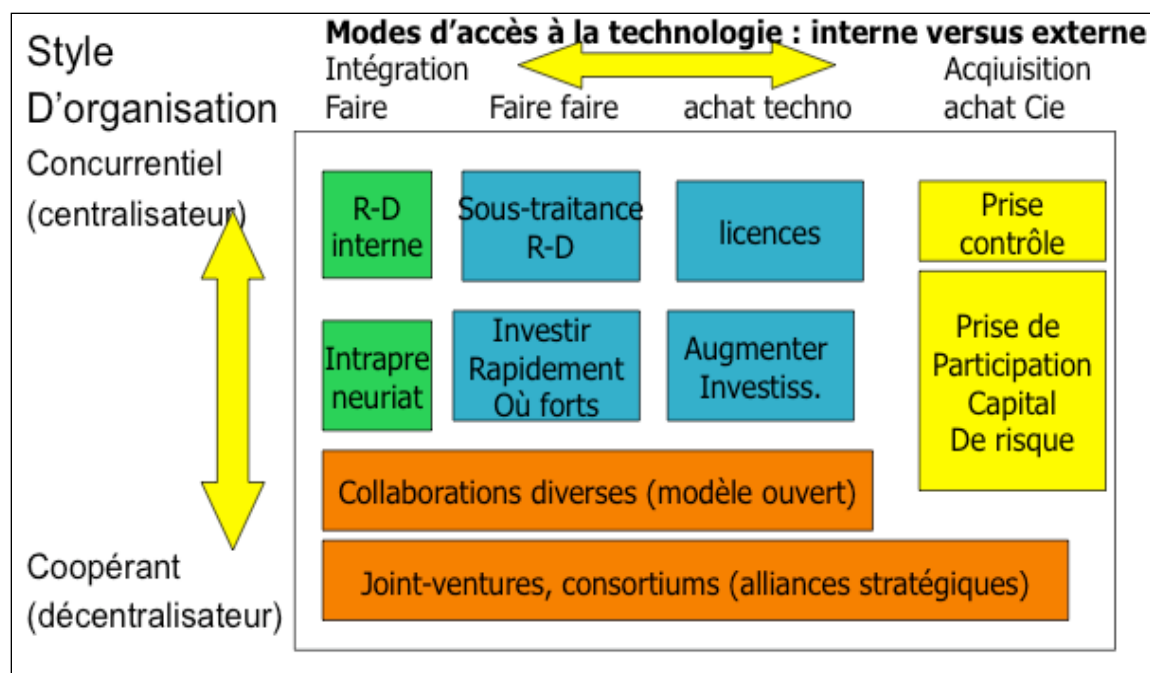 Modes d'accès à la technologie : interne versus externe
Style
D'organisation
Intégration
Acqiuisition
Faire
Faire faire
achat techno
achat Cie
Concurrentiel
(centralisateur)
R-D
interne
Sous-traitance
R-D
licences
Prise
contrôle
Intrapre
neuriat
Investir
Rapidement
Où forts
Augmenter
Investiss.
Prise de
Participation
Capital
De risque
Collaborations diverses (modèle ouvert)
Coopérant
(décentralisateur)
Joint-ventures, consortiums (alliances stratégiques)